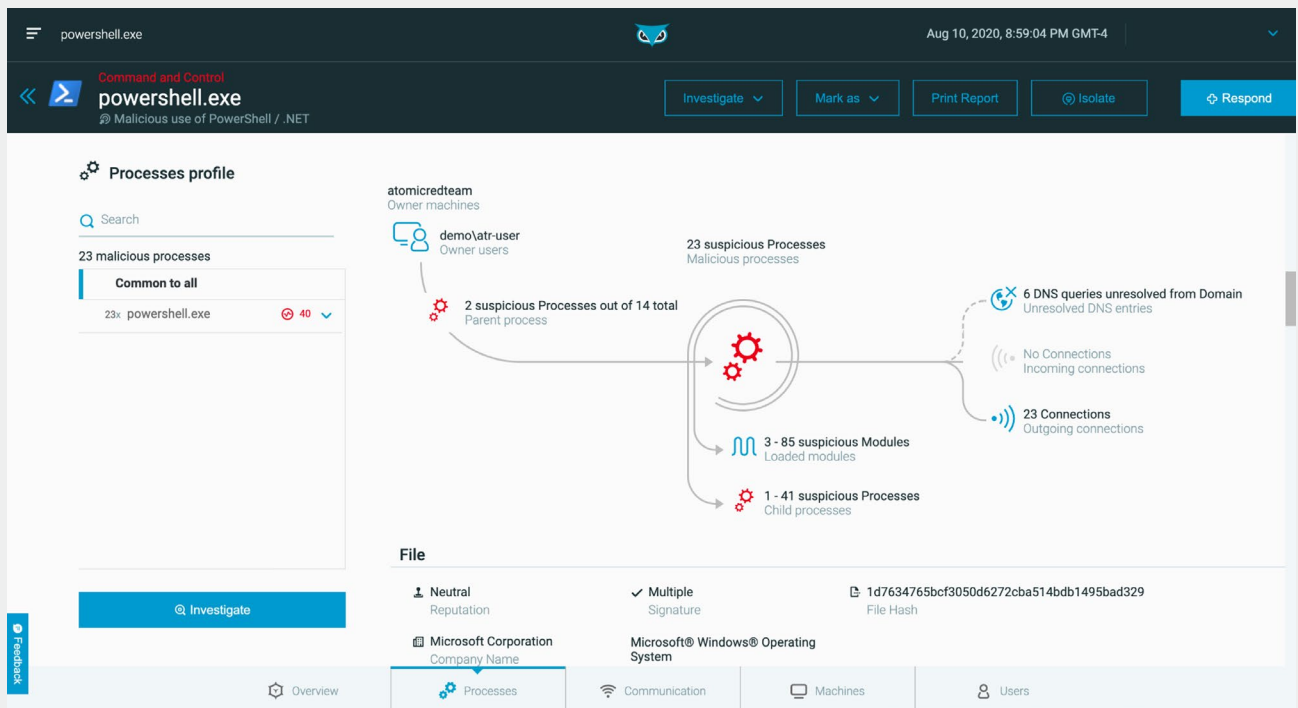 powershell.exe
Aug 10, 2020, 8:59:04 PM GMT-4
Command and Control
powershell.exe
Malicious use of PowerShell / .NET
Investigate
Mark as
Print Report
Isolate
Respond
Processes profile
Search
23 malicious processes
Common to all
23x powershell.exe 40
Investigate
atomicredteam
Owner machines
demo\atr-user
Owner users
2 suspicious Processes out of 14 total
Parent process
23 suspicious Processes
Malicious processes
6 DNS queries unresolved from Domain
Unresolved DNS entries
No Connections
Incoming connections
23 Connections
Outgoing connections
3 - 85 suspicious Modules
Loaded modules
1 - 41 suspicious Processes
Child processes
File
Neutral
Reputation
Multiple
Signature
1d7634765bcf3050d6272cba514bdb1495bad329
File Hash
Microsoft Corporation
Company Name
Microsoft® Windows® Operating
System
Feedback
Overview
Processes
Communication
Machines
Users